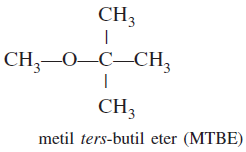 CH₃
CH₃—O—C—CH₃
CH₃
metil ters-butil eter (MTBE)